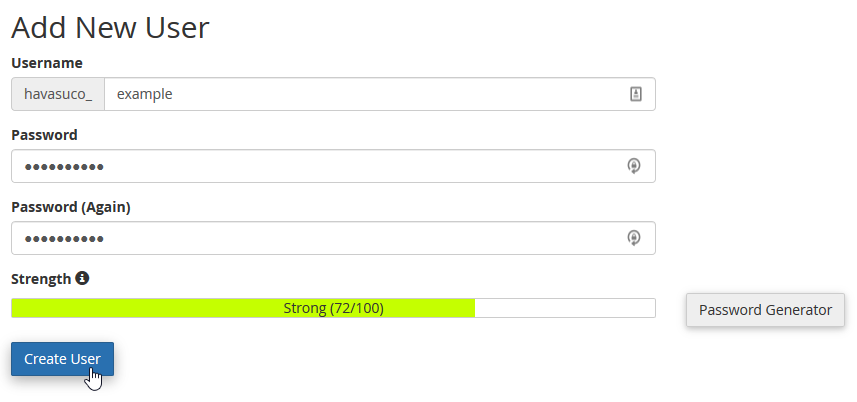 Add New User
Username
havasuco_ example
Password
••••••••••
Password (Again)
••••••••••
Strength
Strong (72/100)
Password Generator
Create User